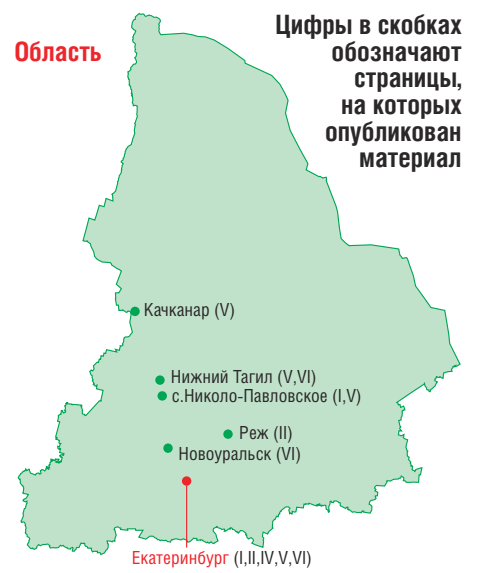 Область
Цифры в скобках
обозначают
страницы,
на которых
опубликован
материал
Качканар (V)
Нижний Тагил (V,VI)
с.Николо-Павловское (I,V)
Реж (II)
Новоуральск (VI)
Екатеринбург (I,II,IV,V,VI)